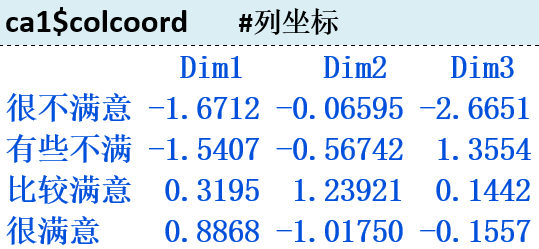 ca1$colcoord #列坐标
Dim1 Dim2 Dim3
很不满意 -1.6712 -0.06595 -2.6651
有些不满 -1.5407 -0.56742 1.3554
比较满意 0.3195 1.23921 0.1442
很满意 0.8868 -1.01750 -0.1557